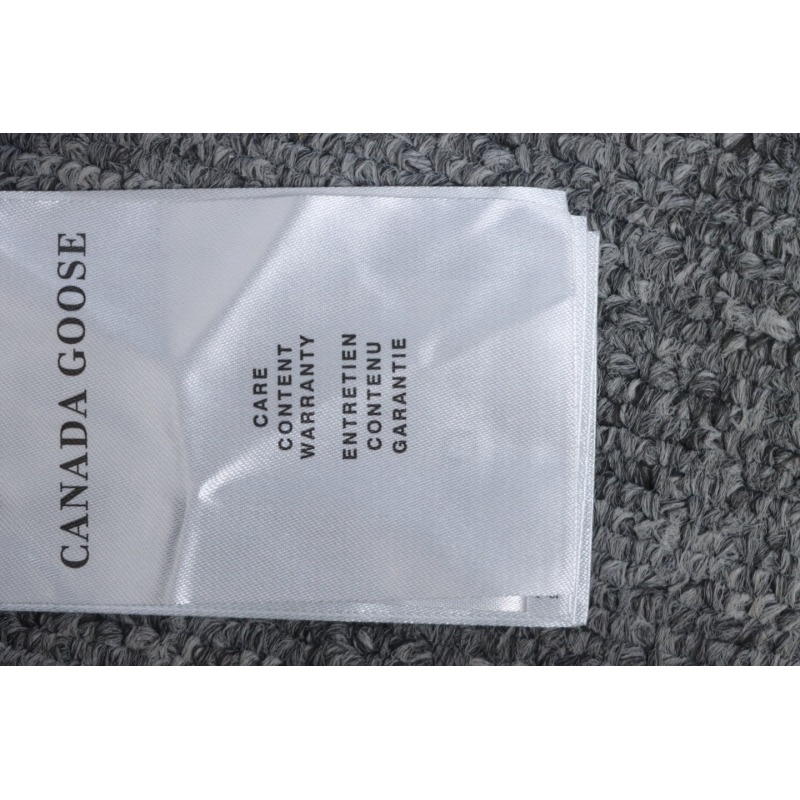 CANADA GOOSE
CARE
CONTENT
WARRANTY
ENTRETIEN
CONTENU
GARANTIE